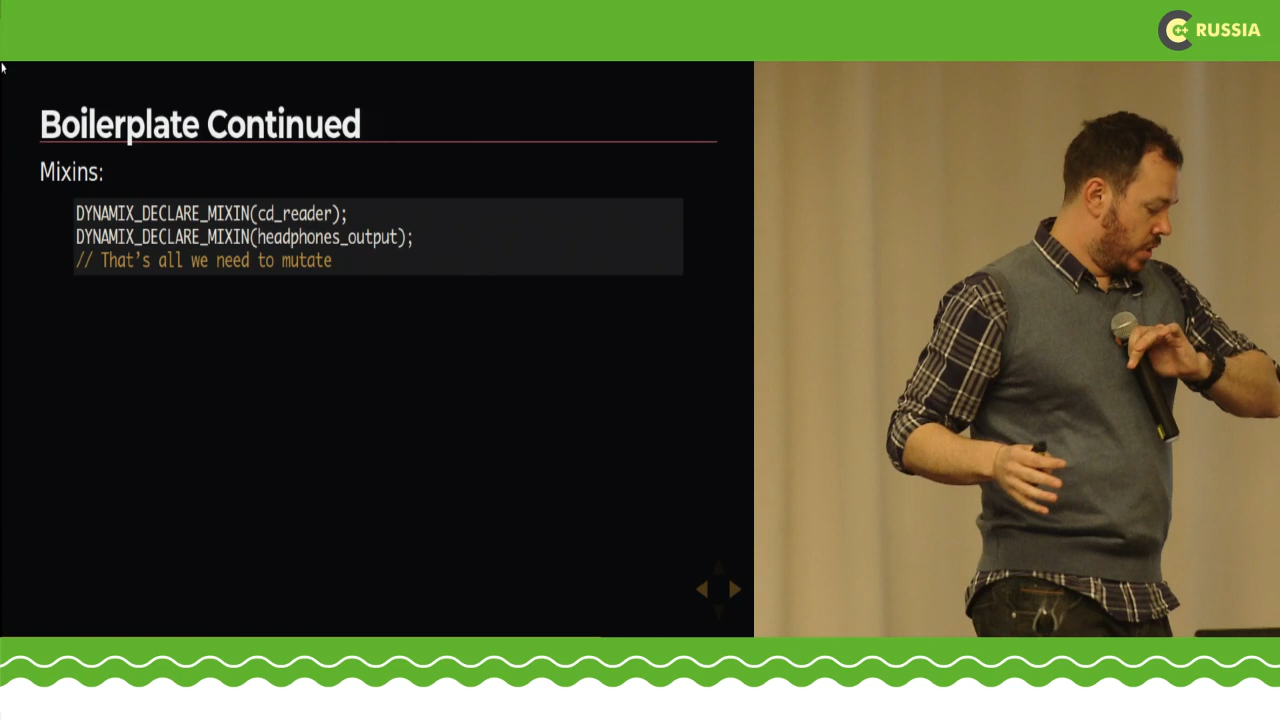 C++ RUSSIA
Boilerplate Continued
Mixins:
DYNAMIX_DECLARE_MIXIN(cd_reader);
DYNAMIX_DECLARE_MIXIN(headphones_output);
// That’s all we need to mutate